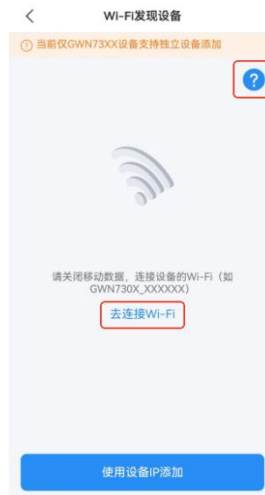 Wi-Fi发现设备
当前仅GWN73XX设备支持独立设备添加
?
请关闭移动数据，连接设备的Wi-Fi（如
GWN730X_XXXXXX）
去连接Wi-Fi
使用设备IP添加